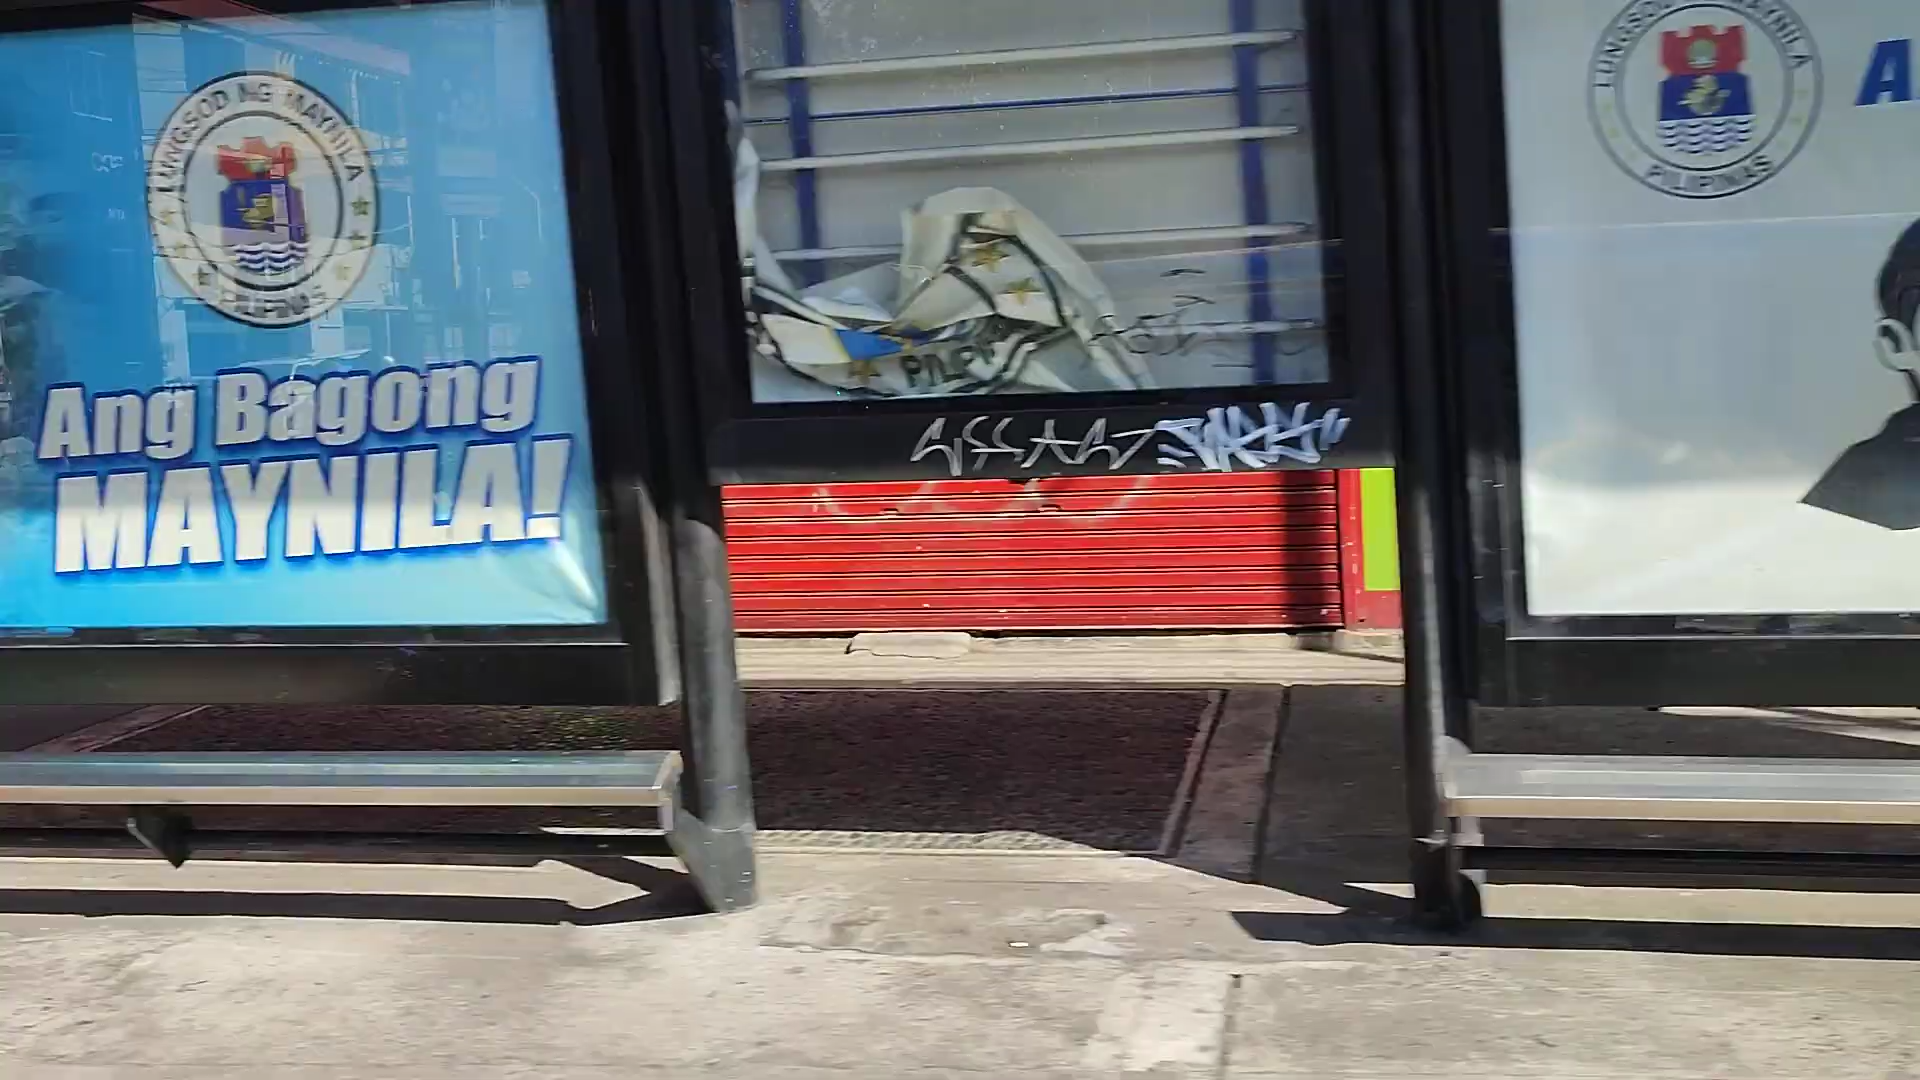 LUNGSOD NG MAYNILA
PILIPINAS
Ang Bagong
MAYNILA!
LUNGSOD NG MAYNILA
PILIPINAS